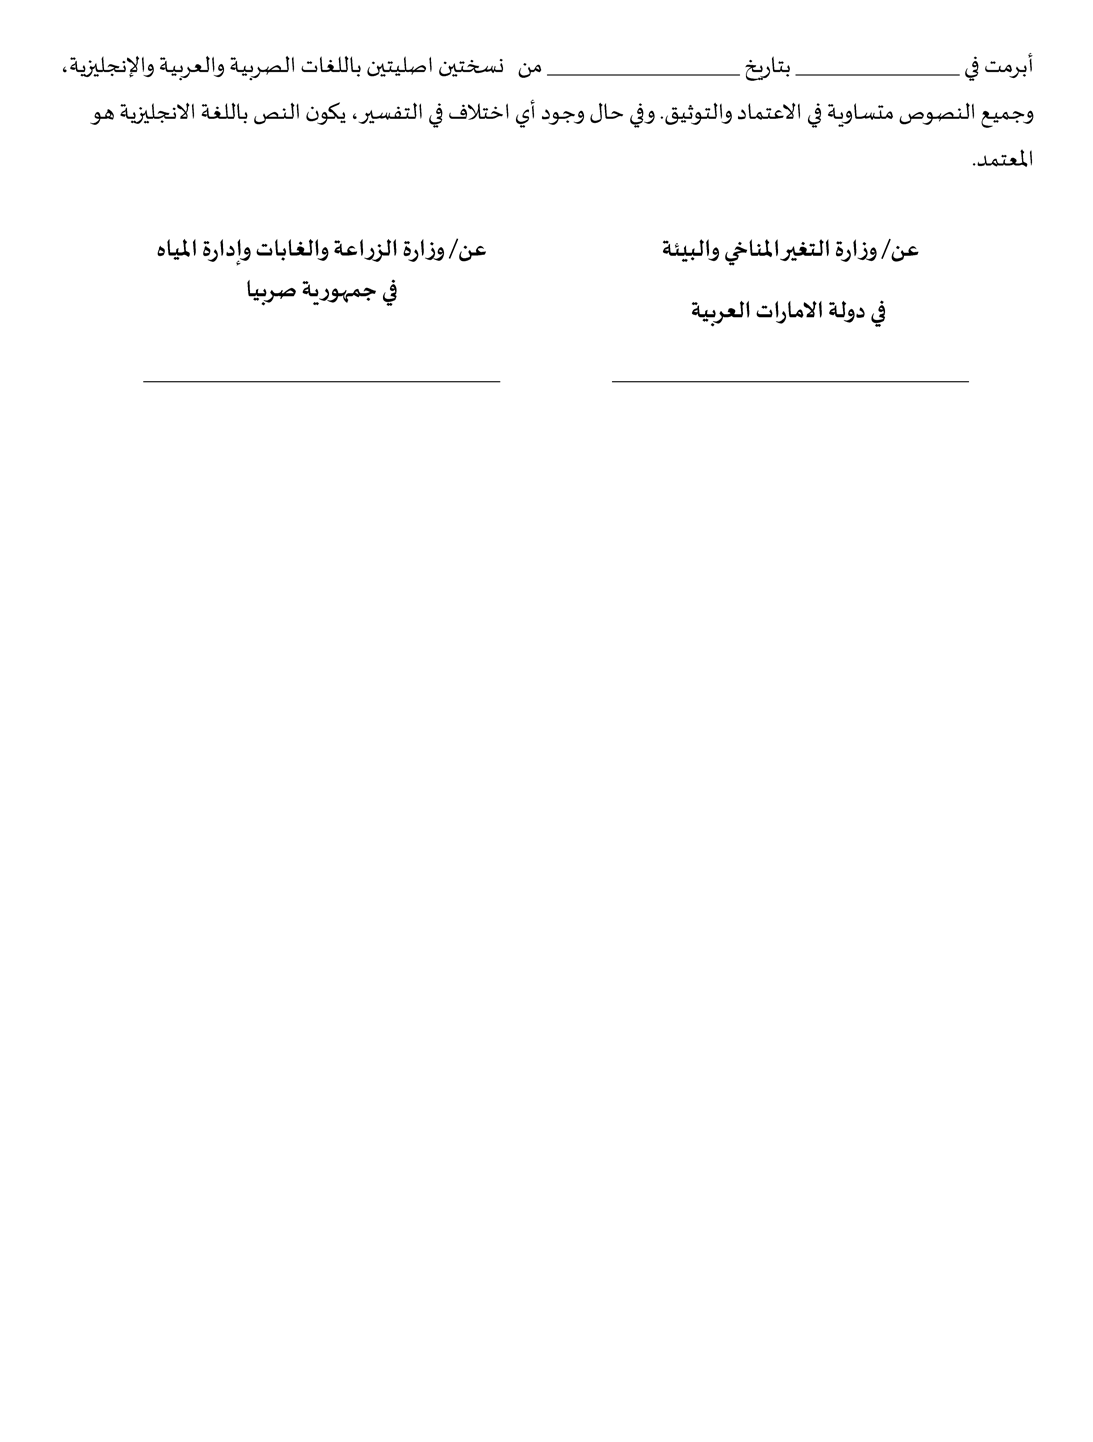 أبرمت في _______________ بتاريخ __________________ من نسختين اصليتين باللغات الصربية والعربية والإنجليزية،
وجميع النصوص متساوية في الاعتماد والتوثيق. وفي حال وجود أي اختلاف في التفسير، يكون النص باللغة الانجليزية هو
المعتمد.
عن/ وزارة التغير المناخي والبيئة
في دولة الامارات العربية
عن/ وزارة الزراعة والغابات وإدارة المياه
في جمهورية صربيا